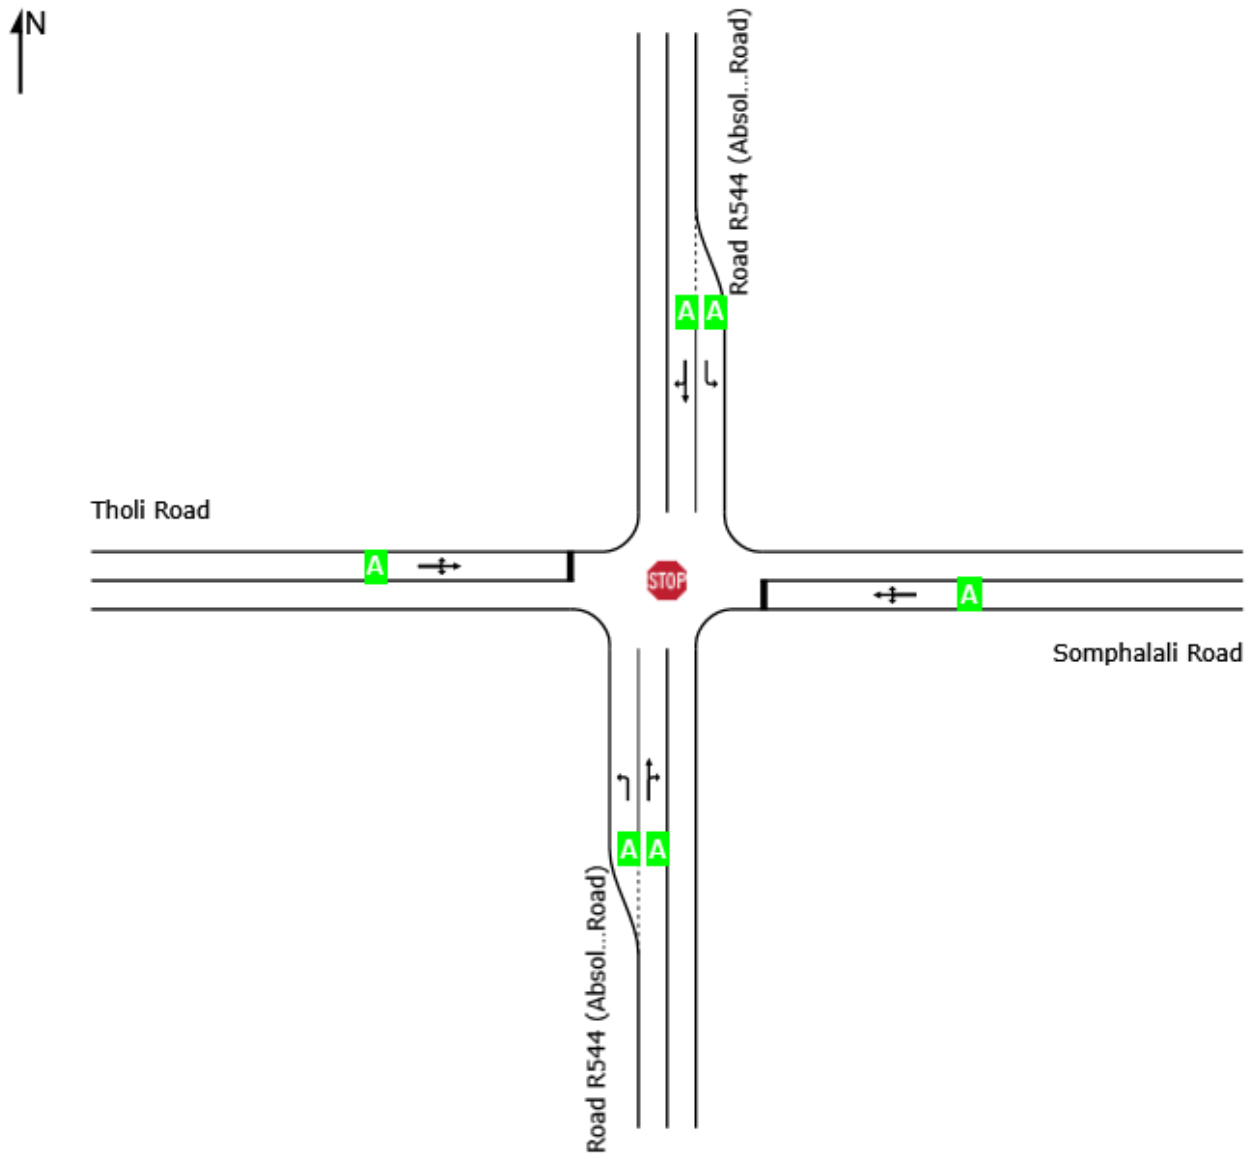 N
Road R544 (Absol...Road)
A A
Tholi Road
A
STOP
A
Somphalali Road
A A
Road R544 (Absol...Road)